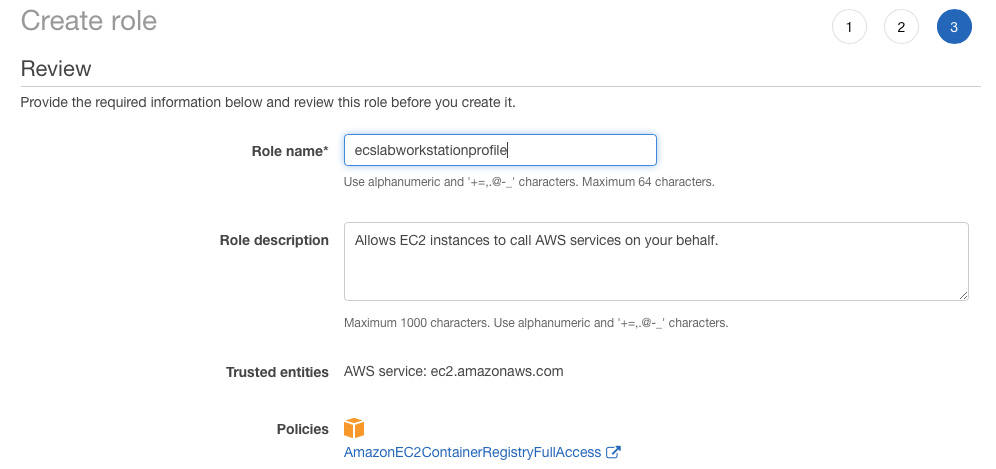 Create role
1 2 3
Review
Provide the required information below and review this role before you create it.
Role name* ecslabworkstationprofile
Use alphanumeric and '+=,.@-_' characters. Maximum 64 characters.
Role description Allows EC2 instances to call AWS services on your behalf.
Maximum 1000 characters. Use alphanumeric and '+=,.@-_' characters.
Trusted entities AWS service: ec2.amazonaws.com
Policies
AmazonEC2ContainerRegistryFullAccess